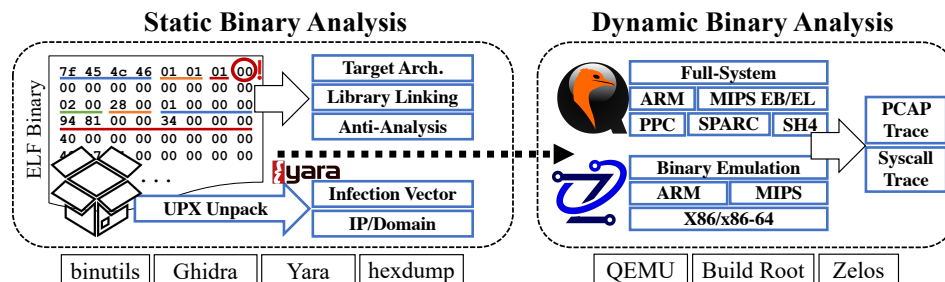 Static Binary Analysis
ELF Binary
7f 45 4c 46 01 01 01 00 !
00 00 00 00 00 00 00 00
02 00 28 00 01 00 00 00
94 81 00 00 34 00 00 00
40 00 00 00 00 00
00 00
. . .
UPX Unpack
Target Arch.
Library Linking
Anti-Analysis
yara
Infection Vector
IP/Domain
binutils
Ghidra
Yara
hexdump
Dynamic Binary Analysis
Full-System
ARM
MIPS EB/EL
PPC
SPARC
SH4
Binary Emulation
ARM
MIPS
X86/x86-64
PCAP
Trace
Syscall
Trace
QEMU
Build Root
Zelos